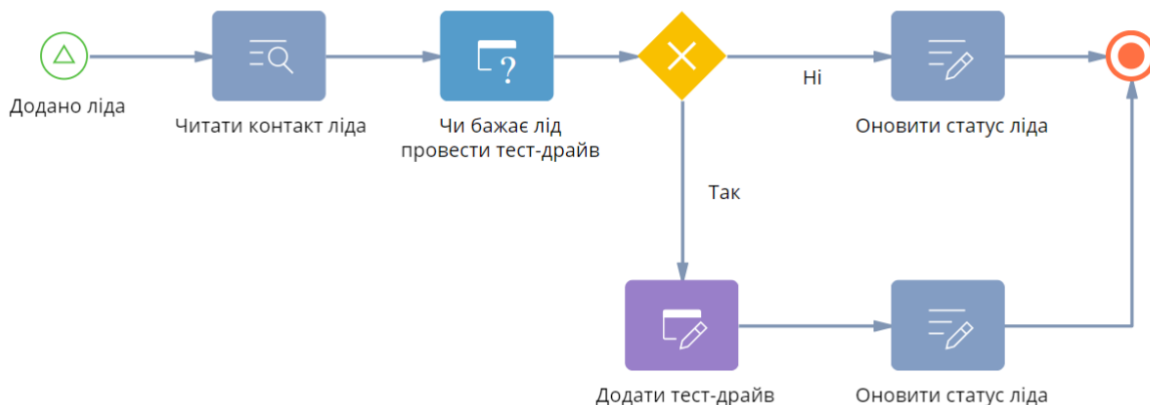 Додано ліда
Читати контакт ліда
Чи бажає лід
провести тест-драйв
Ні
Оновити статус ліда
Так
Додати тест-драйв
Оновити статус ліда